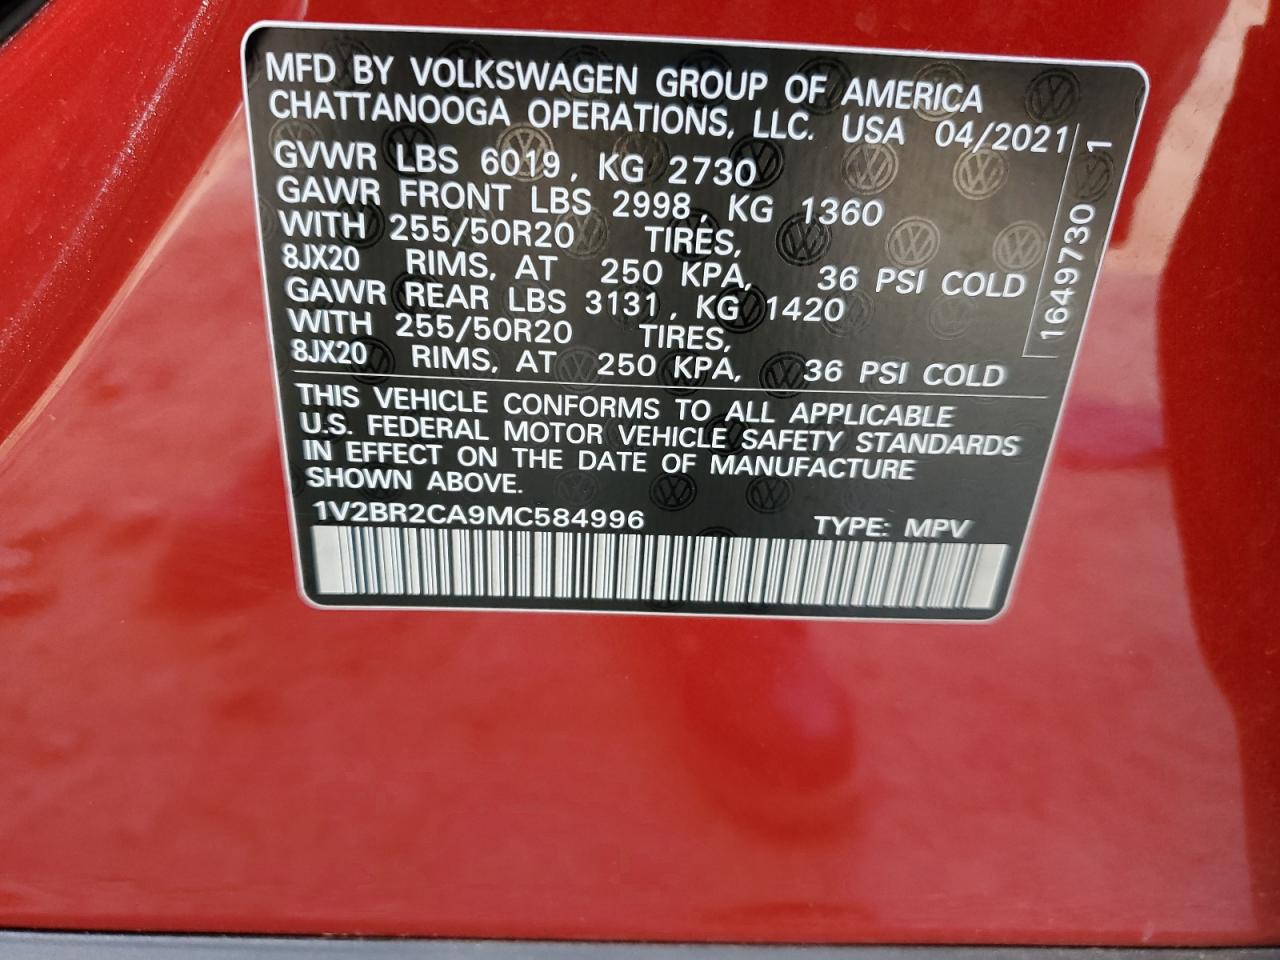 MFD BY VOLKSWAGEN GROUP OF AMERICA
CHATTANOOGA OPERATIONS, LLC. USA 04/2021
GVWR LBS 6019, KG 2730
GAWR FRONT LBS 2998, KG 1360
WITH 255/50R20 TIRES,
8JX20 RIMS, AT 250 KPA, 36 PSI COLD
GAWR REAR LBS 3131, KG 1420
WITH 255/50R20 TIRES,
8JX20 RIMS, AT 250 KPA, 36 PSI COLD
1649730 1
THIS VEHICLE CONFORMS TO ALL APPLICABLE
U.S. FEDERAL MOTOR VEHICLE SAFETY STANDARDS
IN EFFECT ON THE DATE OF MANUFACTURE
SHOWN ABOVE.
1V2BR2CA9MC584996 TYPE: MPV